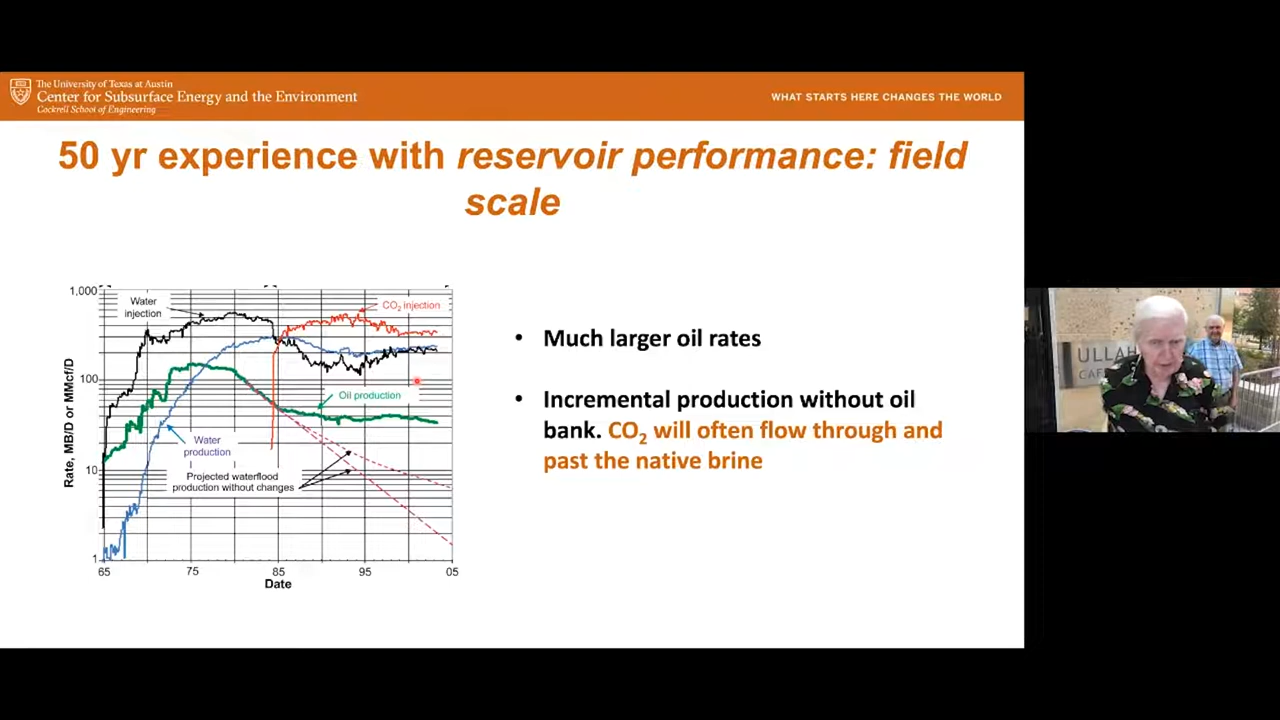 The University of Texas at Austin
Center for Subsurface Energy and the Environment
Cockrell School of Engineering
WHAT STARTS HERE CHANGES THE WORLD
50 yr experience with reservoir performance: field
scale
1,000
100
10
1
Rate, MB/D or MMcf/D
Water
injection
CO2 injection
Oil production
Water
production
Projected waterflood
production without changes
65
75
85
95
05
Date
• Much larger oil rates
• Incremental production without oil
bank. CO2 will often flow through and
past the native brine
ULLAH
CAF